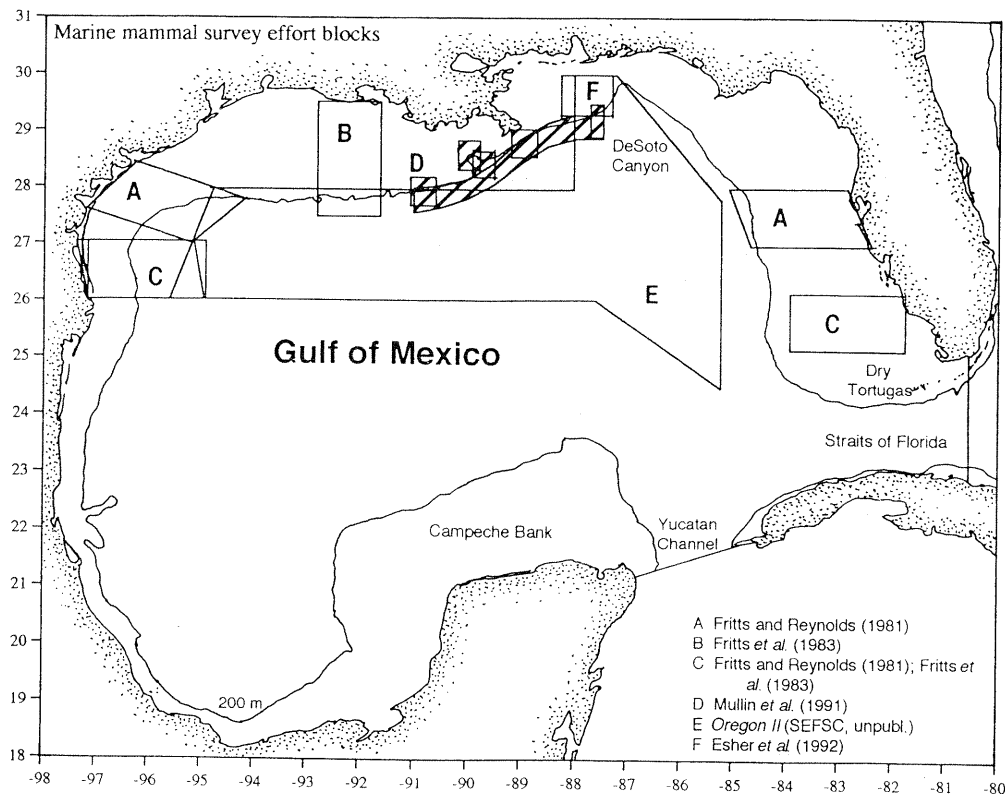 Marine mammal survey effort blocks
31
30
29
28
27
26
25
24
23
22
21
20
19
18
B
F
D
DeSoto
Canyon
A
A
C
E
C
Gulf of Mexico
Dry
Tortugas
Straits of Florida
Campeche Bank
Yucatan
Channel
200 m
A Fritts and Reynolds (1981)
B Fritts et al. (1983)
C Fritts and Reynolds (1981); Fritts et
al. (1983)
D Mullin et al. (1991)
E Oregon II (SEFSC, unpubl.)
F Esher et al. (1992)
-98 -97 -96 -95 -94 -93 -92 -91 -90 -89 -88 -87 -86 -85 -84 -83 -82 -81 -80